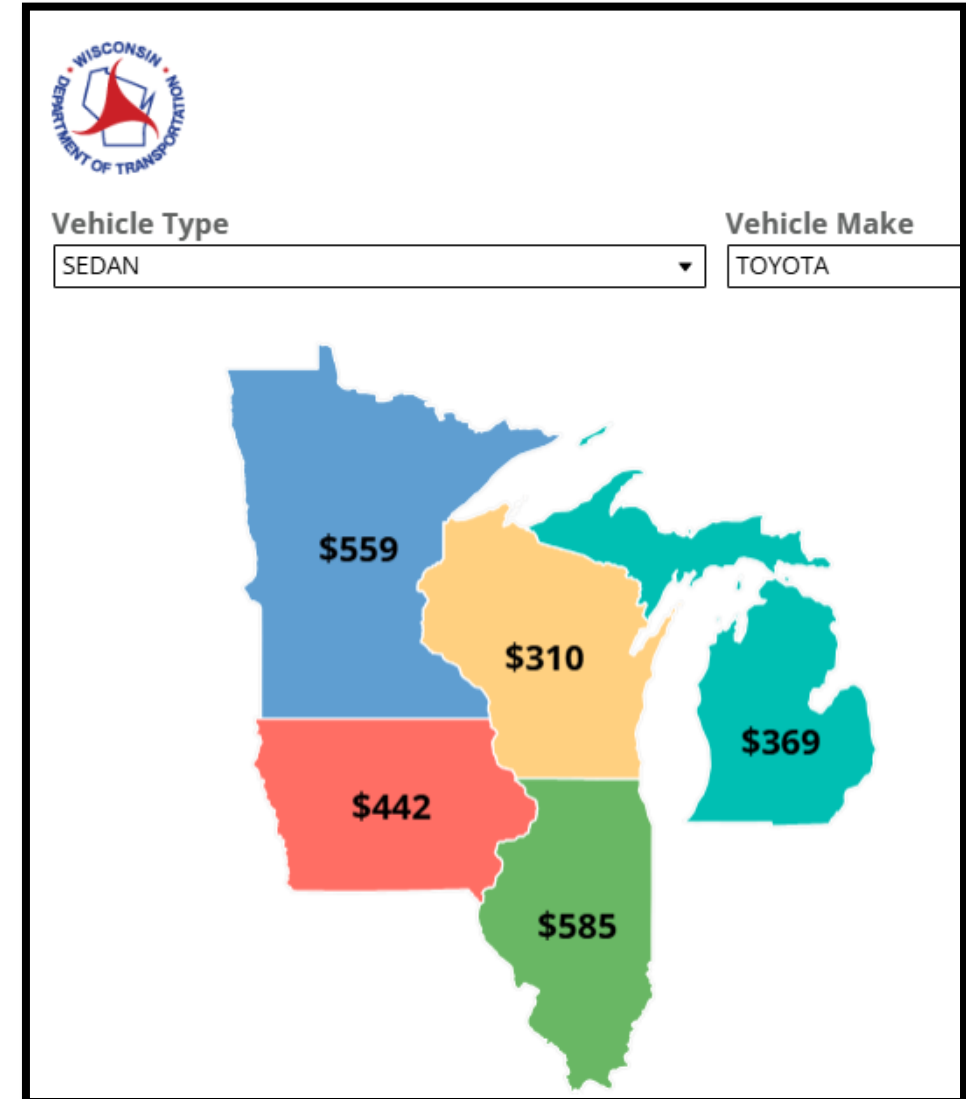 WISCONSIN
DEPARTMENT OF TRANSPORTATION
Vehicle Type
Vehicle Make
SEDAN
TOYOTA
$559
$310
$369
$442
$585